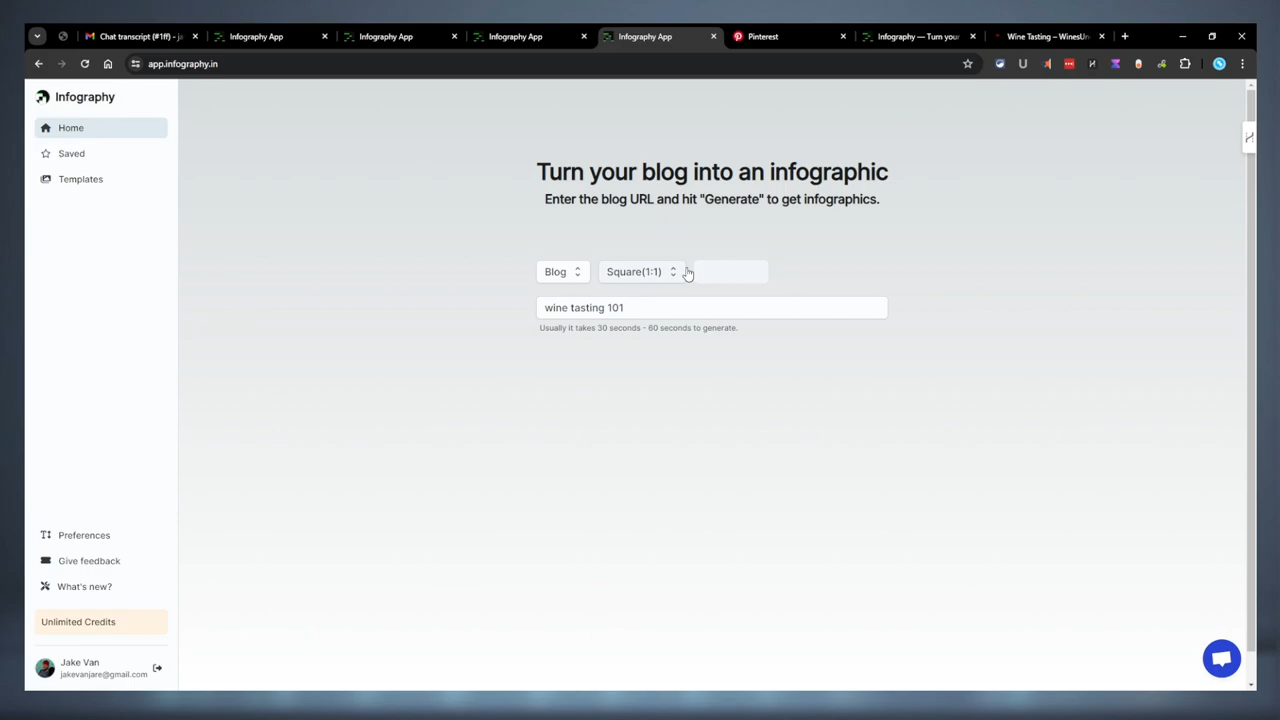 Chat transcript (#1ff) - ja
Infography App
Infography App
Infography App
Infography App
Pinterest
Infography — Turn your
Wine Tasting – WinesUn
app.infography.in
Infography
Home
Saved
Templates
Turn your blog into an infographic
Enter the blog URL and hit "Generate" to get infographics.
Blog
Square(1:1)
wine tasting 101
Usually it takes 30 seconds - 60 seconds to generate.
Preferences
Give feedback
What's new?
Unlimited Credits
Jake Van
jakevanjare@gmail.com